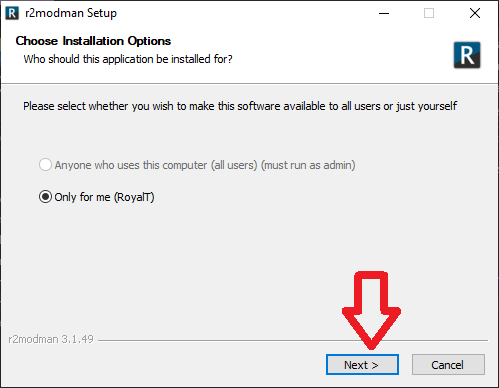 R r2modman Setup
Choose Installation Options
Who should this application be installed for?
R
Please select whether you wish to make this software available to all users or just yourself
Anyone who uses this computer (all users) (must run as admin)
Only for me (RoyalT)
r2modman 3.1.49
Next >
Cancel